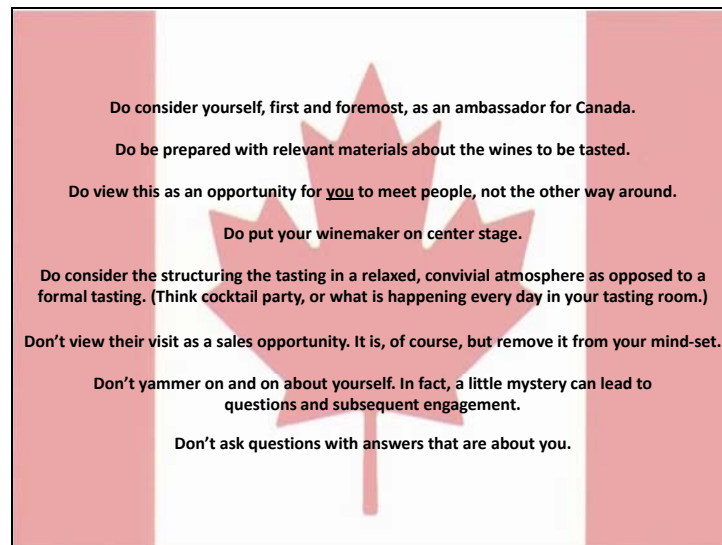 Do consider yourself, first and foremost, as an ambassador for Canada.
Do be prepared with relevant materials about the wines to be tasted.
Do view this as an opportunity for you to meet people, not the other way around.
Do put your winemaker on center stage.
Do consider the structuring the tasting in a relaxed, convivial atmosphere as opposed to a
formal tasting. (Think cocktail party, or what is happening every day in your tasting room.)
Don’t view their visit as a sales opportunity. It is, of course, but remove it from your mind-set.
Don’t yammer on and on about yourself. In fact, a little mystery can lead to
questions and subsequent engagement.
Don’t ask questions with answers that are about you.